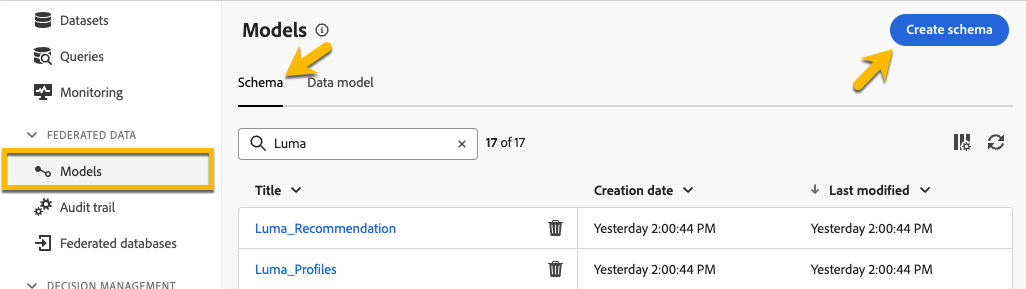 Datasets
Queries
Monitoring
FEDERATED DATA
Models
Audit trail
Federated databases
DECISION MANAGEMENT
Models
Create schema
Schema Data model
Luma
17 of 17
Title Creation date Last modified
Luma_Recommendation Yesterday 2:00:44 PM Yesterday 2:00:44 PM
Luma_Profiles Yesterday 2:00:44 PM Yesterday 2:00:44 PM